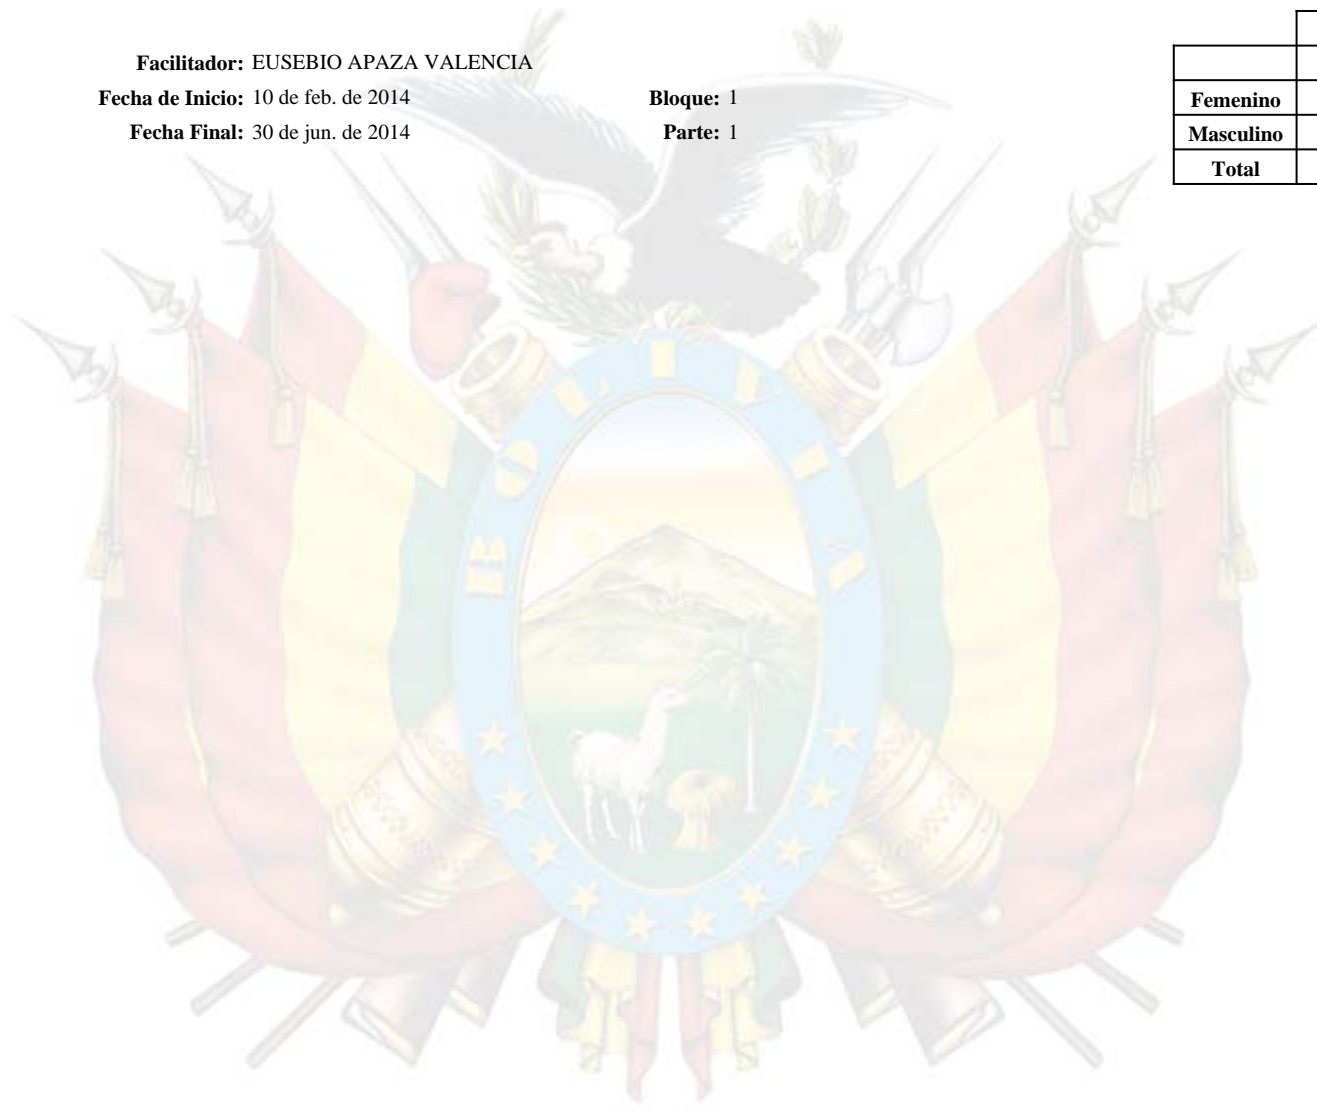 Facilitador: EUSEBIO APAZA VALENCIA
Fecha de Inicio: 10 de feb. de 2014 Bloque: 1
Fecha Final: 30 de jun. de 2014 Parte: 1
Femenino
Masculino
Total
BOLIVIA